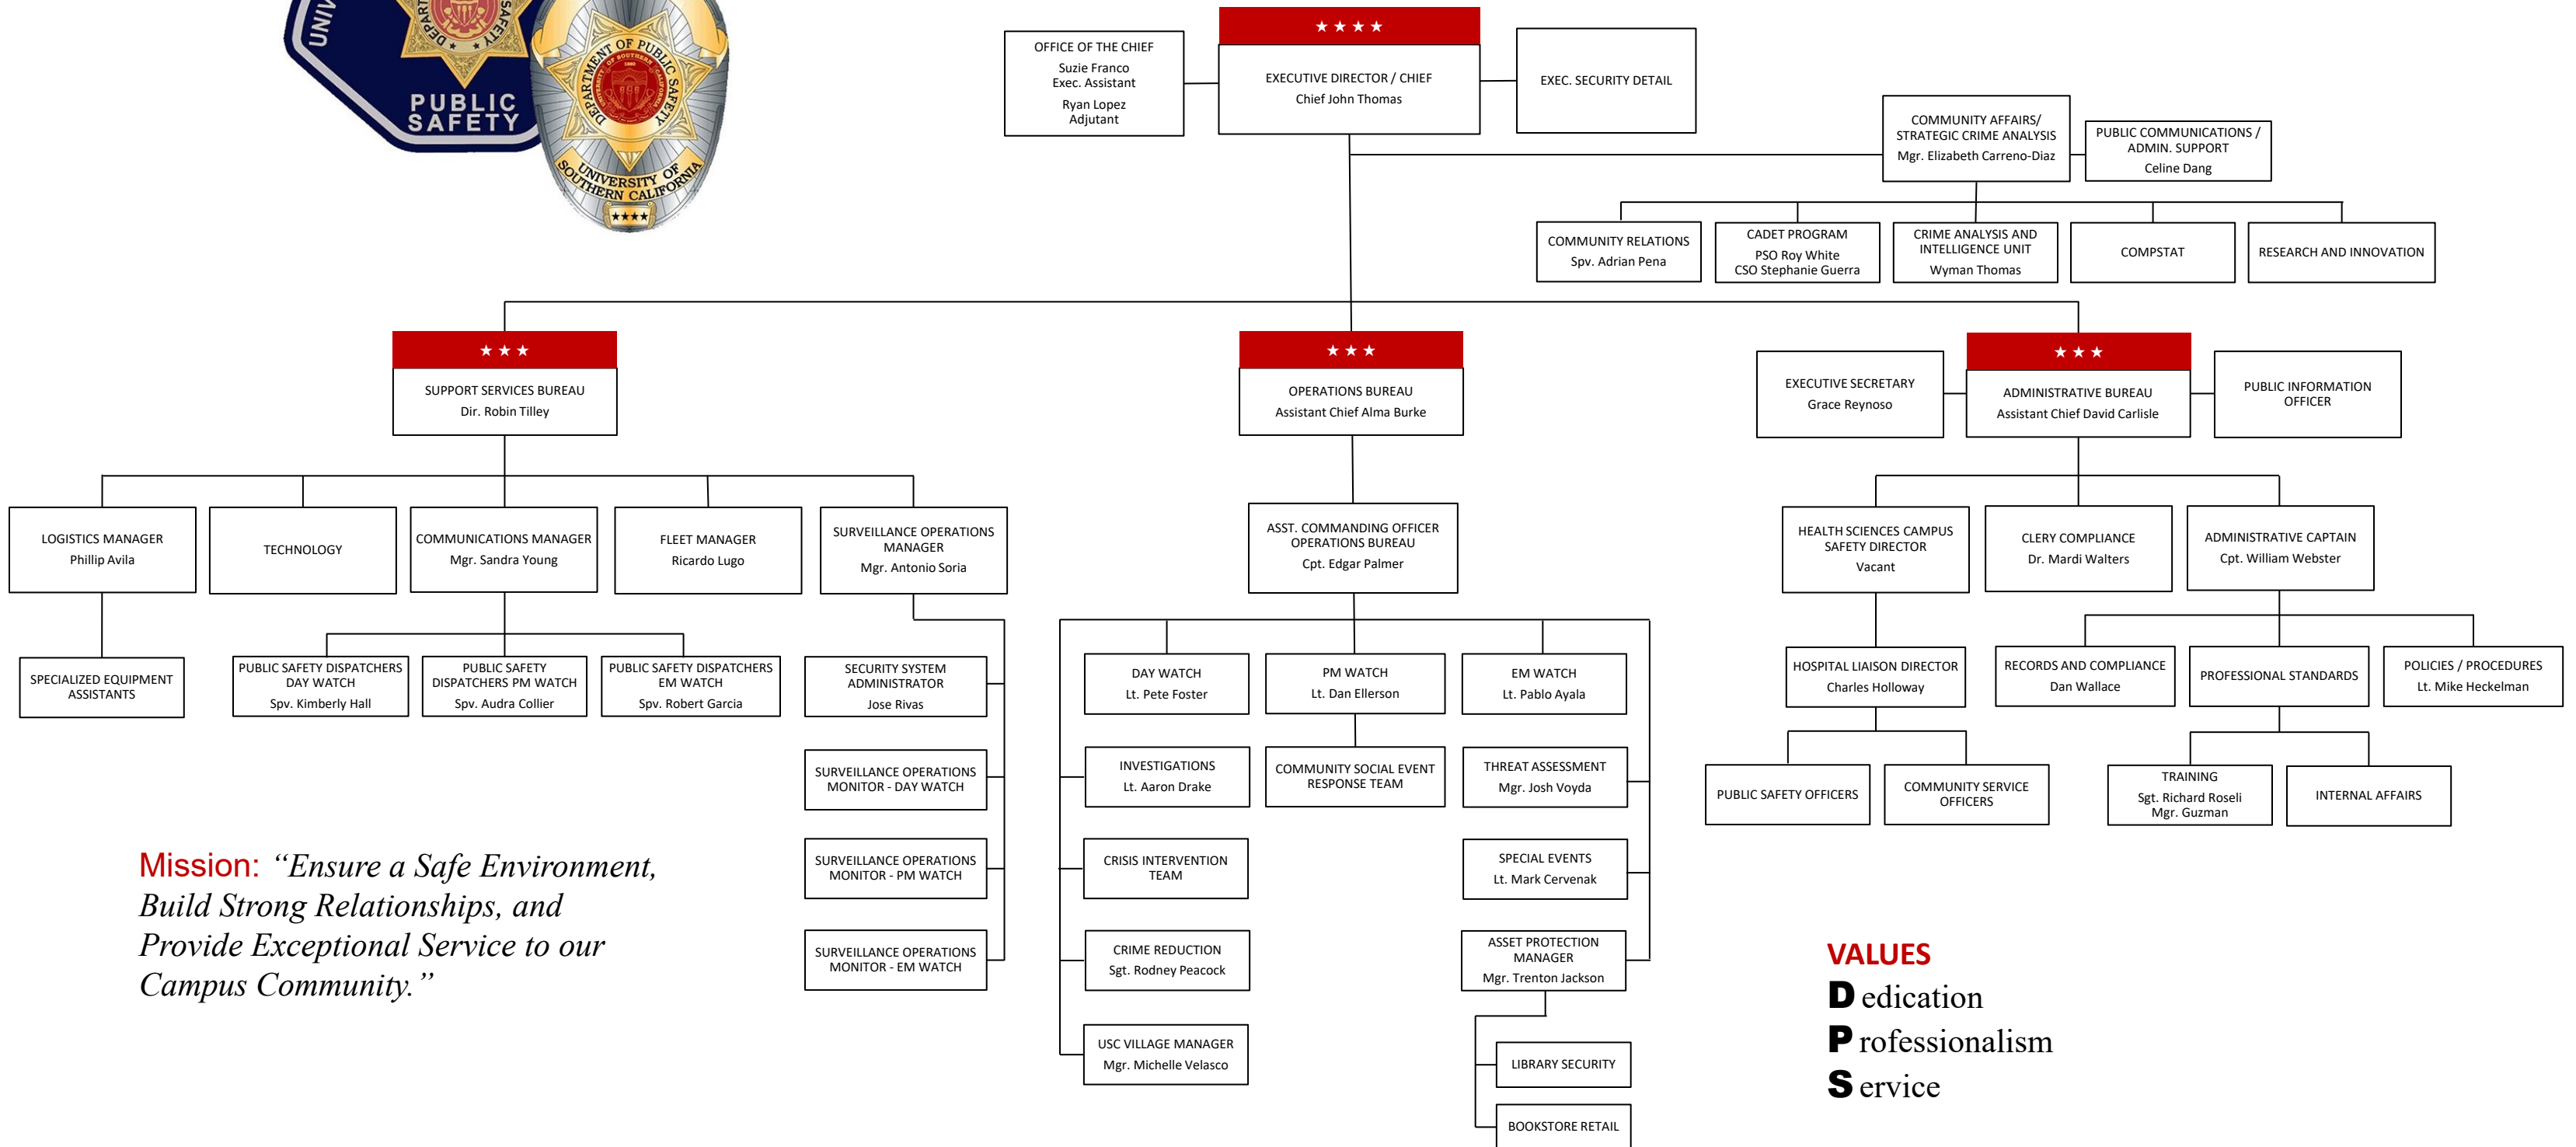 UNIV
DEPART
SAFETY
PUBLIC
SAFETY
DEPARTMENT OF PUBLIC SAFETY
UNIVERSITY OF SOUTHERN CALIFORNIA
1880
UNIVERSITY OF
SOUTHERN CALIFORNIA
OFFICE OF THE CHIEF
Suzie Franco
Exec. Assistant
Ryan Lopez
Adjutant
EXECUTIVE DIRECTOR / CHIEF
Chief John Thomas
EXEC. SECURITY DETAIL
COMMUNITY AFFAIRS/
STRATEGIC CRIME ANALYSIS
Mgr. Elizabeth Carreno-Diaz
PUBLIC COMMUNICATIONS /
ADMIN. SUPPORT
Celine Dang
COMMUNITY RELATIONS
Spv. Adrian Pena
CADET PROGRAM
PSO Roy White
CSO Stephanie Guerra
CRIME ANALYSIS AND
INTELLIGENCE UNIT
Wyman Thomas
COMPSTAT
RESEARCH AND INNOVATION
SUPPORT SERVICES BUREAU
Dir. Robin Tilley
OPERATIONS BUREAU
Assistant Chief Alma Burke
EXECUTIVE SECRETARY
Grace Reynoso
ADMINISTRATIVE BUREAU
Assistant Chief David Carlisle
PUBLIC INFORMATION
OFFICER
LOGISTICS MANAGER
Phillip Avila
TECHNOLOGY
COMMUNICATIONS MANAGER
Mgr. Sandra Young
FLEET MANAGER
Ricardo Lugo
SURVEILLANCE OPERATIONS
MANAGER
Mgr. Antonio Soria
ASST. COMMANDING OFFICER
OPERATIONS BUREAU
Cpt. Edgar Palmer
HEALTH SCIENCES CAMPUS
SAFETY DIRECTOR
Vacant
CLERY COMPLIANCE
Dr. Mardi Walters
ADMINISTRATIVE CAPTAIN
Cpt. William Webster
SPECIALIZED EQUIPMENT
ASSISTANTS
PUBLIC SAFETY DISPATCHERS
DAY WATCH
Spv. Kimberly Hall
PUBLIC SAFETY
DISPATCHERS PM WATCH
Spv. Audra Collier
PUBLIC SAFETY DISPATCHERS
EM WATCH
Spv. Robert Garcia
SECURITY SYSTEM
ADMINISTRATOR
Jose Rivas
DAY WATCH
Lt. Pete Foster
PM WATCH
Lt. Dan Ellerson
EM WATCH
Lt. Pablo Ayala
HOSPITAL LIAISON DIRECTOR
Charles Holloway
RECORDS AND COMPLIANCE
Dan Wallace
PROFESSIONAL STANDARDS
POLICIES / PROCEDURES
Lt. Mike Heckelman
SURVEILLANCE OPERATIONS
MONITOR - DAY WATCH
INVESTIGATIONS
Lt. Aaron Drake
COMMUNITY SOCIAL EVENT
RESPONSE TEAM
THREAT ASSESSMENT
Mgr. Josh Voyda
PUBLIC SAFETY OFFICERS
COMMUNITY SERVICE
OFFICERS
TRAINING
Sgt. Richard Roseli
Mgr. Guzman
INTERNAL AFFAIRS
SURVEILLANCE OPERATIONS
MONITOR - PM WATCH
CRISIS INTERVENTION
TEAM
SPECIAL EVENTS
Lt. Mark Cervenak
SURVEILLANCE OPERATIONS
MONITOR - EM WATCH
CRIME REDUCTION
Sgt. Rodney Peacock
ASSET PROTECTION
MANAGER
Mgr. Trenton Jackson
USC VILLAGE MANAGER
Mgr. Michelle Velasco
LIBRARY SECURITY
BOOKSTORE RETAIL
Mission: “Ensure a Safe Environment,
Build Strong Relationships, and
Provide Exceptional Service to our
Campus Community.”
VALUES
D edication
P rofessionalism
S ervice